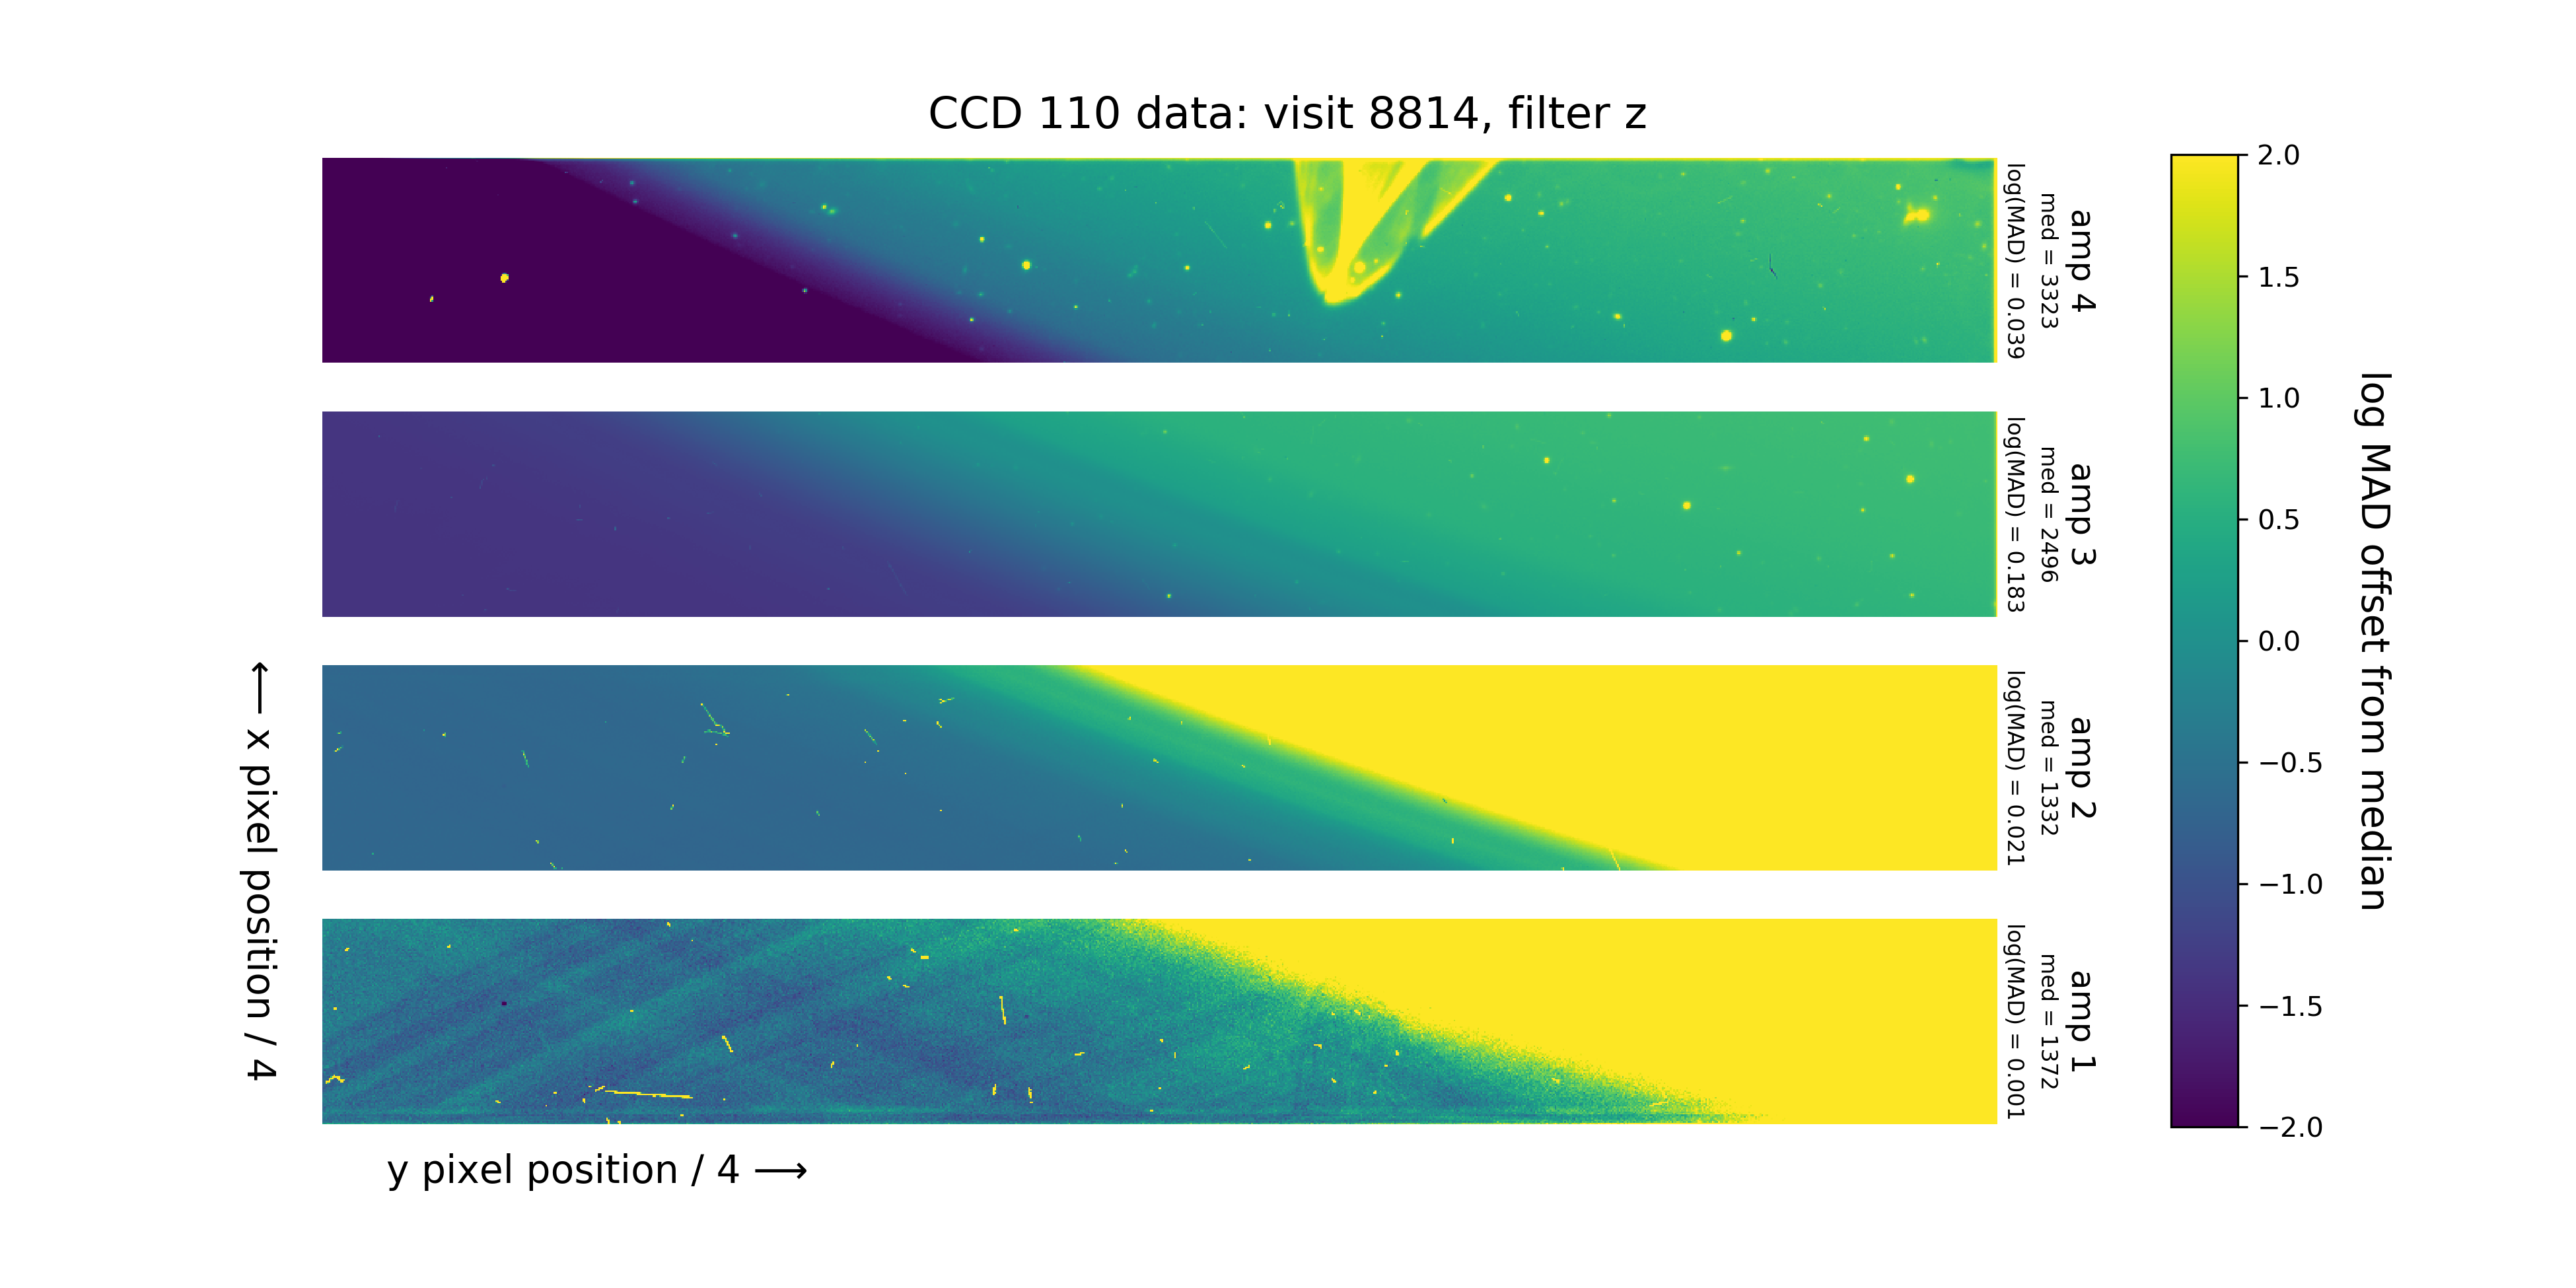 CCD 110 data: visit 8814, filter z
amp 4
med = 3323
log(MAD) = 0.039
amp 3
med = 2496
log(MAD) = 0.183
amp 2
med = 1332
log(MAD) = 0.021
amp 1
med = 1372
log(MAD) = 0.001
⟵ x pixel position / 4
y pixel position / 4 ⟶
2.0
1.5
1.0
0.5
0.0
−0.5
−1.0
−1.5
−2.0
log MAD offset from median